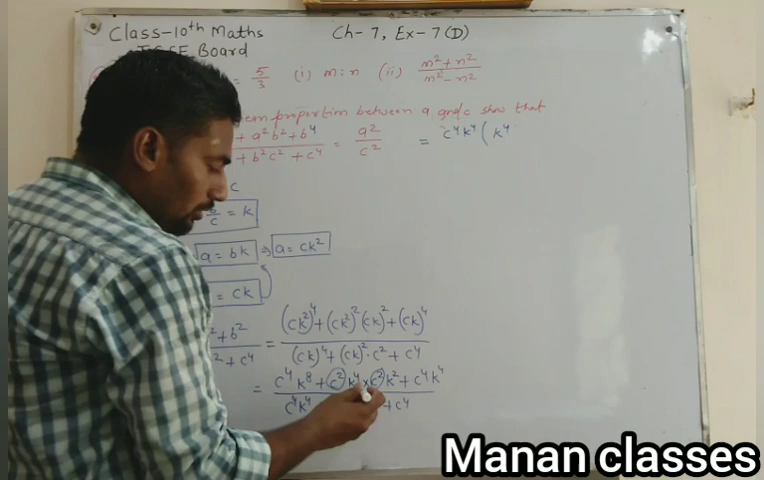 Class-10th Maths
Ch-7, Ex-7(D)
Board
= 5/3 (i) m:n (ii) m²+n²/m²-n²
proportion between a and c show that
+ a²b²+b⁴/+ b²c²+c⁴ = a²/c²
= c⁴k⁴(k⁴
c
b/c = k
a = bk ⇒ a = ck²
= ck
²+b²/²+c⁴ = (ck²)⁴+(ck²)²(ck)²+(ck)⁴/(ck)⁴+(ck)²·c²+c⁴
= c⁴k⁸+c²k⁴×c²k²+c⁴k⁴/c⁴k⁴ +c⁴
Manan classes